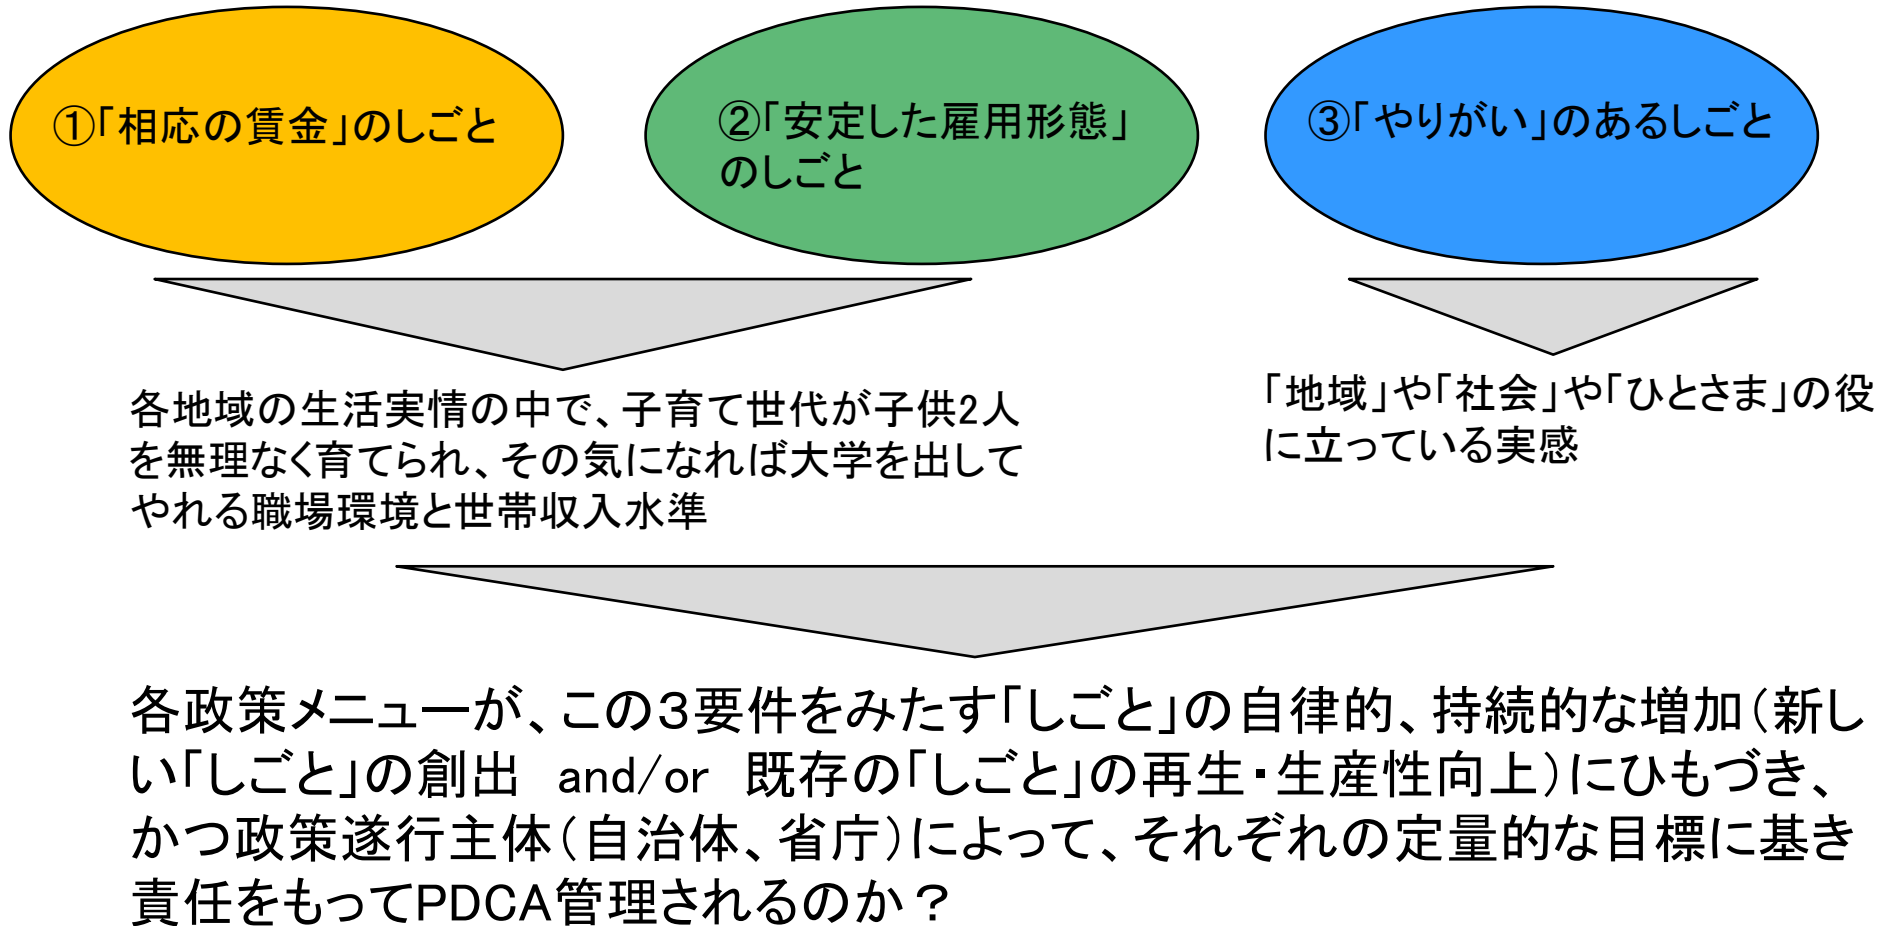 ①「相応の賃金」のしごと
②「安定した雇用形態」
のしごと
③「やりがい」のあるしごと
各地域の生活実情の中で、子育て世代が子供2人
を無理なく育てられ、その気になれば大学を出して
やれる職場環境と世帯収入水準
「地域」や「社会」や「ひとさま」の役
に立っている実感
各政策メニューが、この３要件をみたす「しごと」の自律的、持続的な増加（新し
い「しごと」の創出　and/or　既存の「しごと」の再生・生産性向上）にひもづき、
かつ政策遂行主体（自治体、省庁）によって、それぞれの定量的な目標に基き
責任をもってPDCA管理されるのか？